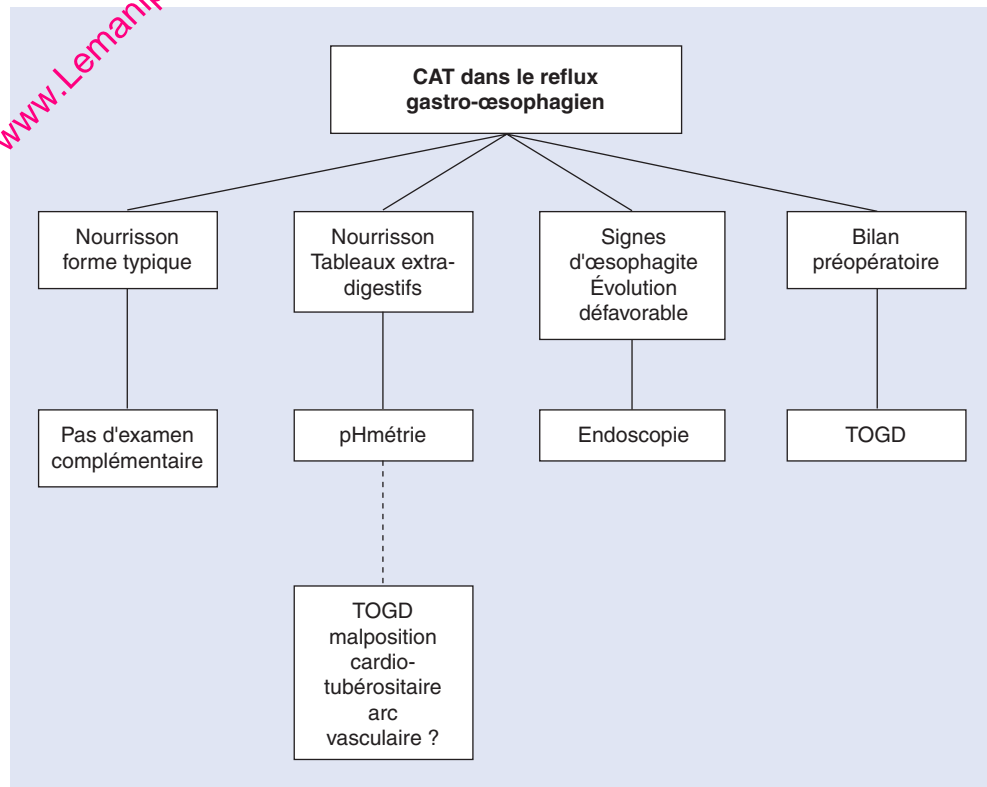 www.Lemanip
CAT dans le reflux
gastro-œsophagien
Nourrisson
forme typique
Nourrisson
Tableaux extra-
digestifs
Signes
d'œsophagite
Évolution
défavorable
Bilan
préopératoire
Pas d'examen
complémentaire
pHmétrie
Endoscopie
TOGD
TOGD
malposition
cardio-
tubérositaire
arc
vasculaire ?